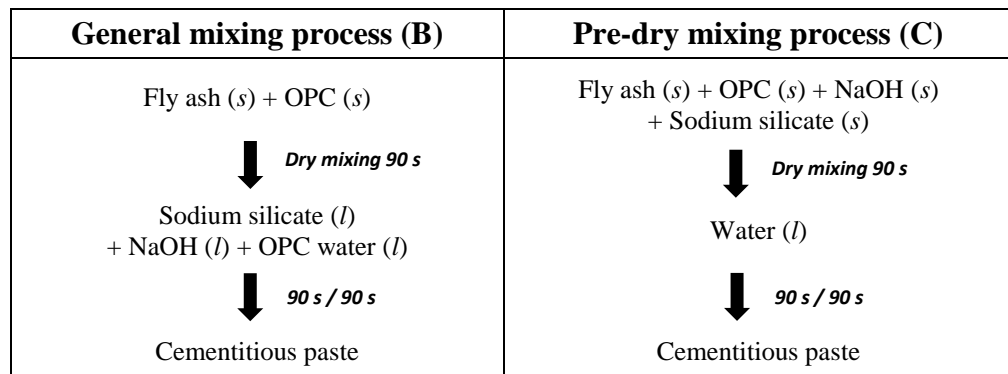 General mixing process (B)
Fly ash (s) + OPC (s)
Dry mixing 90 s
Sodium silicate (l)
+ NaOH (l) + OPC water (l)
90 s / 90 s
Cementitious paste
Pre-dry mixing process (C)
Fly ash (s) + OPC (s) + NaOH (s)
+ Sodium silicate (s)
Dry mixing 90 s
Water (l)
90 s / 90 s
Cementitious paste